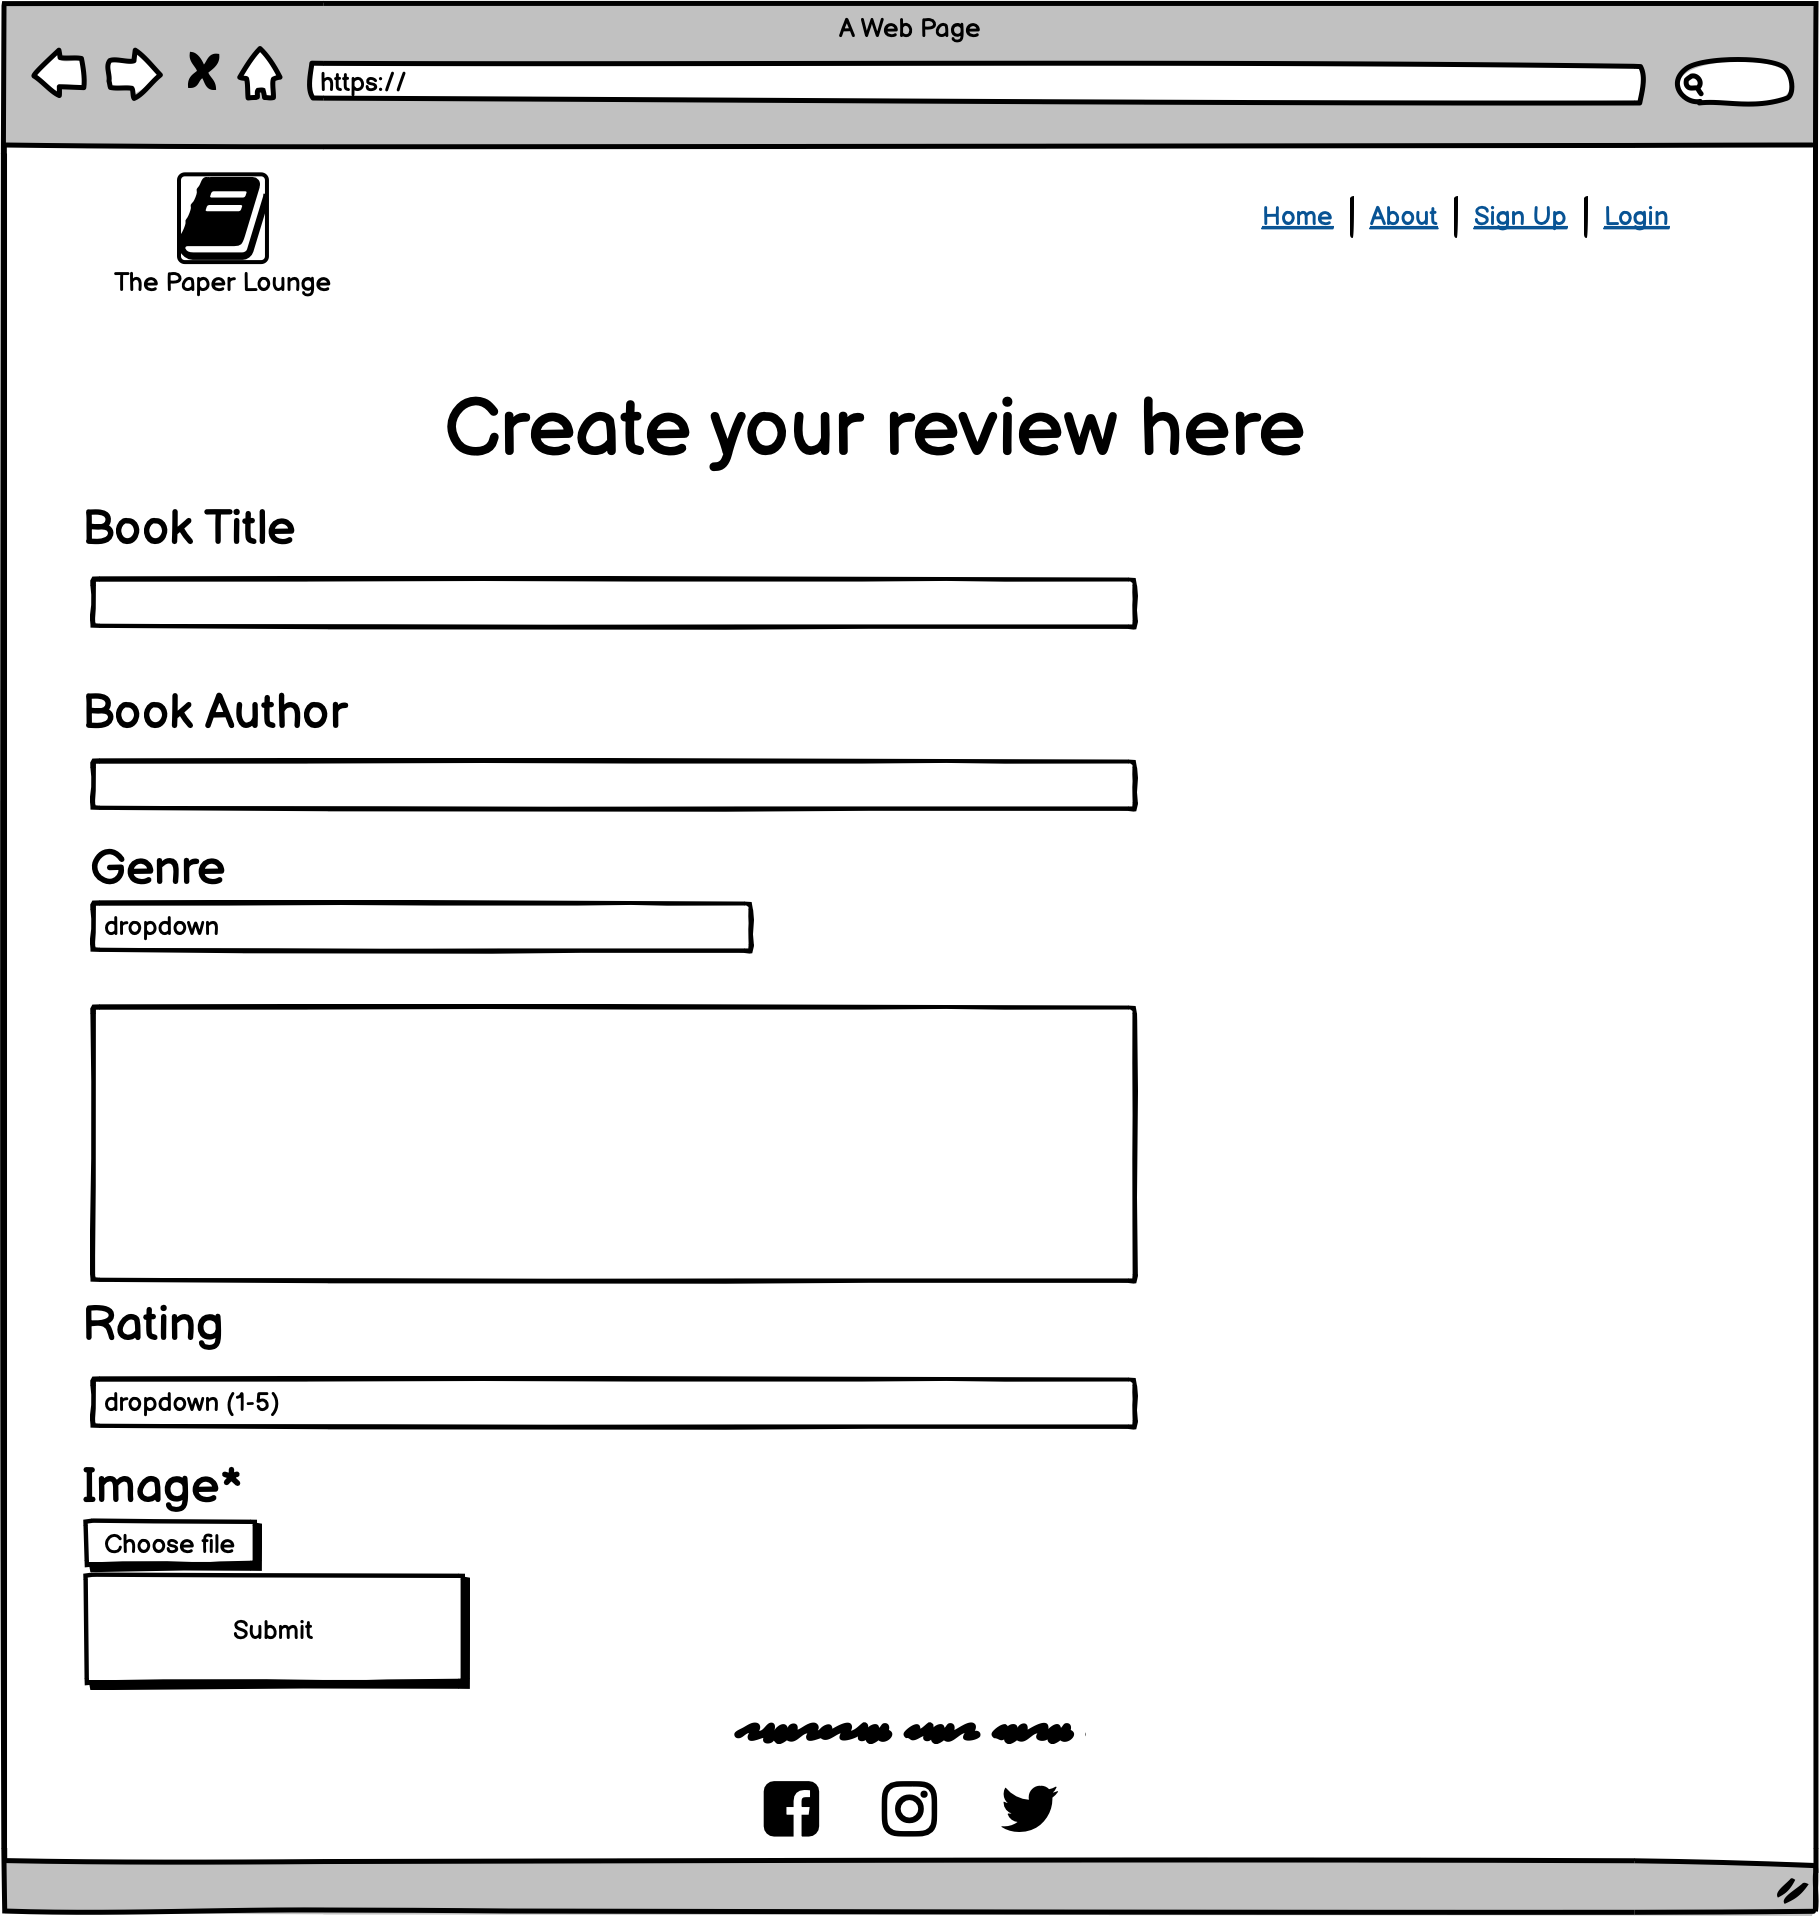 A Web Page
https://
Home About Sign Up Login
The Paper Lounge
Create your review here
Book Title
Book Author
Genre
dropdown
Rating
dropdown (1-5)
Image*
Choose file
Submit